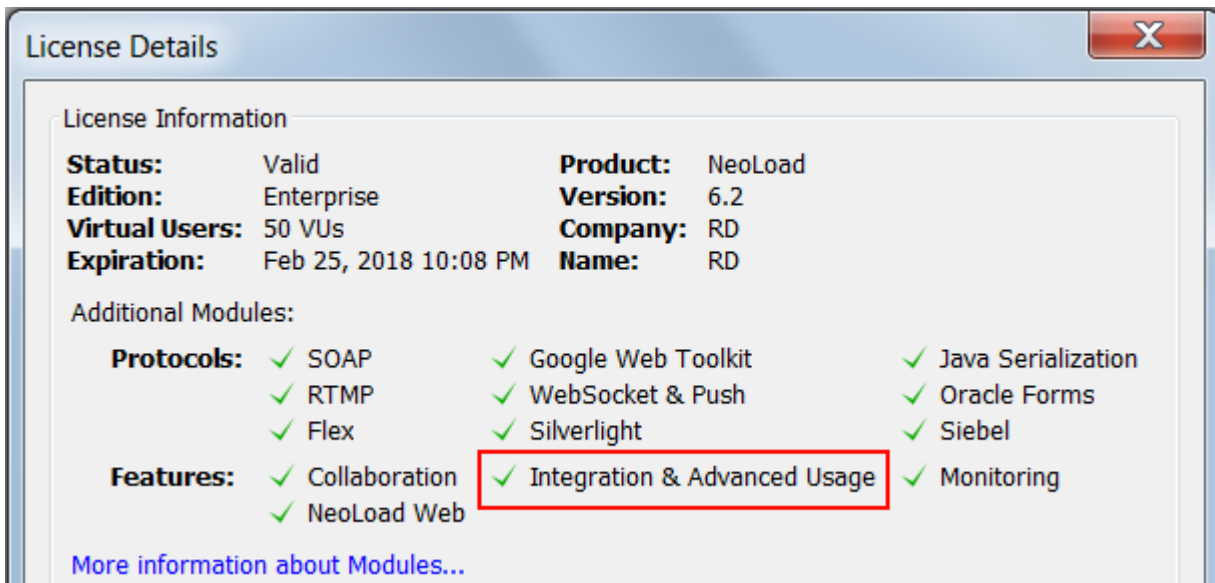 License Details
License Information
Status: Valid Product: NeoLoad
Edition: Enterprise Version: 6.2
Virtual Users: 50 VUs Company: RD
Expiration: Feb 25, 2018 10:08 PM Name: RD
Additional Modules:
Protocols: ✓ SOAP ✓ Google Web Toolkit ✓ Java Serialization
✓ RTMP ✓ WebSocket & Push ✓ Oracle Forms
✓ Flex ✓ Silverlight ✓ Siebel
Features: ✓ Collaboration ✓ Integration & Advanced Usage ✓ Monitoring
✓ NeoLoad Web
More information about Modules...